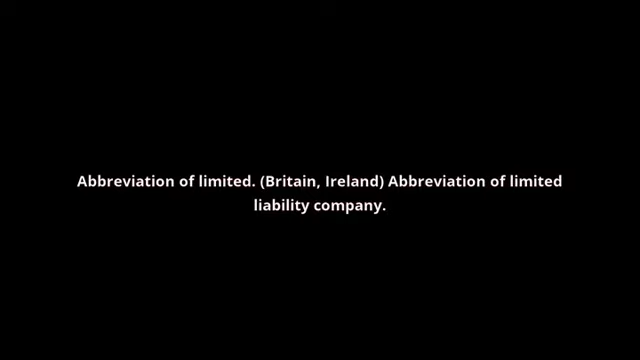 Abbreviation of limited. (Britain, Ireland) Abbreviation of limited
liability company.